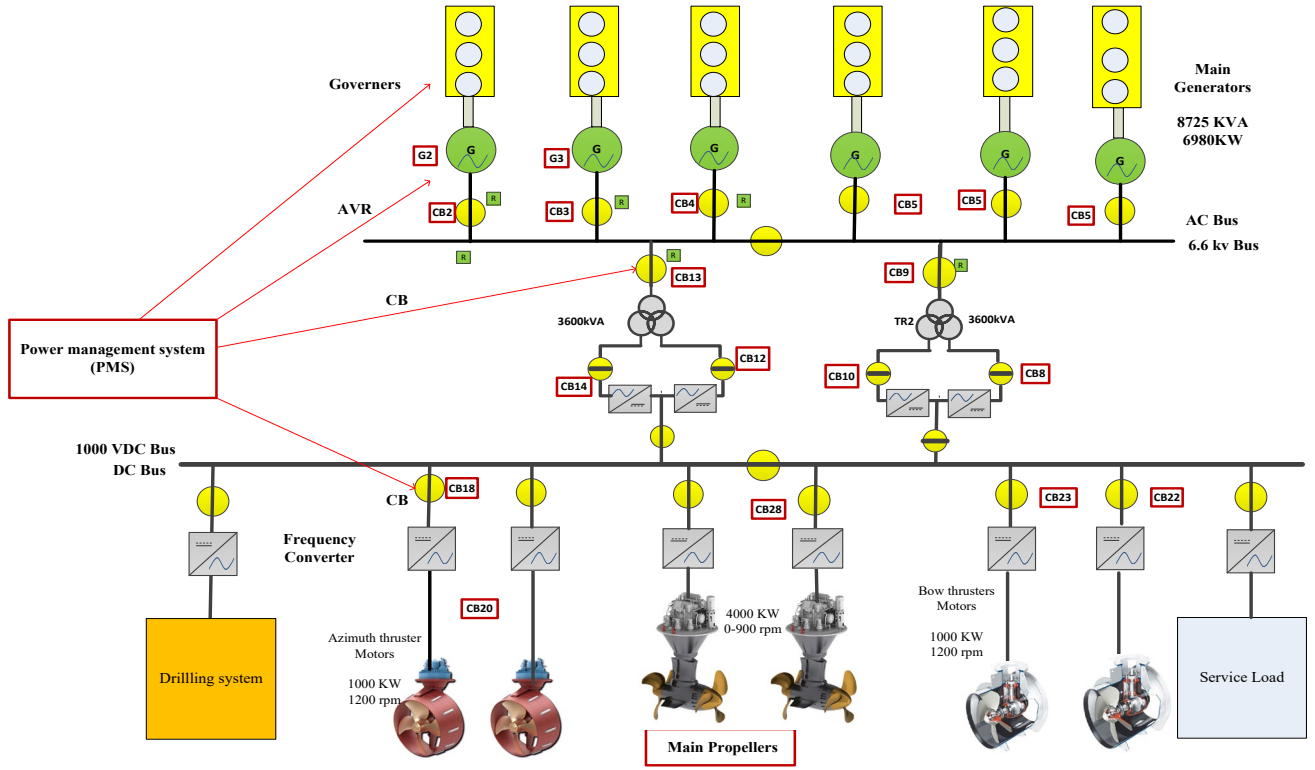 Governers
Main
Generators
8725 KVA
6980KW
G
G
G
G
G
G
G2
G3
AVR
CB2
R
CB3
R
CB4
R
CB5
CB5
CB5
AC Bus
6.6 kv Bus
R
R
CB13
CB9
R
CB
3600kVA
TR2
3600kVA
Power management system
(PMS)
CB14
CB12
CB10
CB8
1000 VDC Bus
DC Bus
CB
CB18
CB28
CB23
CB22
Frequency
Converter
CB20
Azimuth thruster
Motors
1000 KW
1200 rpm
4000 KW
0-900 rpm
Bow thrusters
Motors
1000 KW
1200 rpm
Drillling system
Main Propellers
Service Load